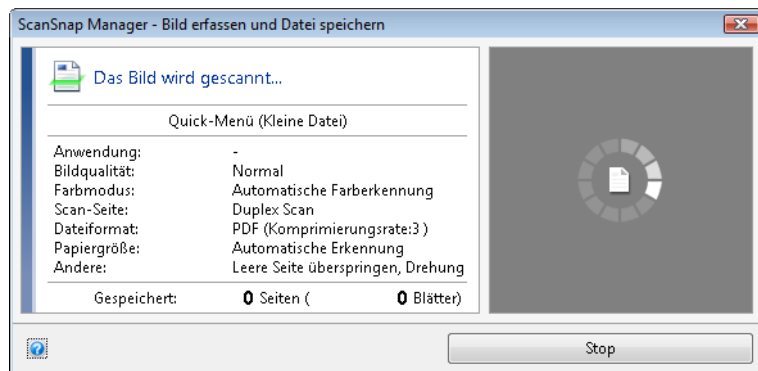 ScanSnap Manager - Bild erfassen und Datei speichern
Das Bild wird gescannt...
Quick-Menü (Kleine Datei)
Anwendung: -
Bildqualität: Normal
Farbmodus: Automatische Farberkennung
Scan-Seite: Duplex Scan
Dateiformat: PDF (Komprimierungsrate:3 )
Papiergröße: Automatische Erkennung
Andere: Leere Seite überspringen, Drehung
Gespeichert: 0 Seiten ( 0 Blätter)
Stop